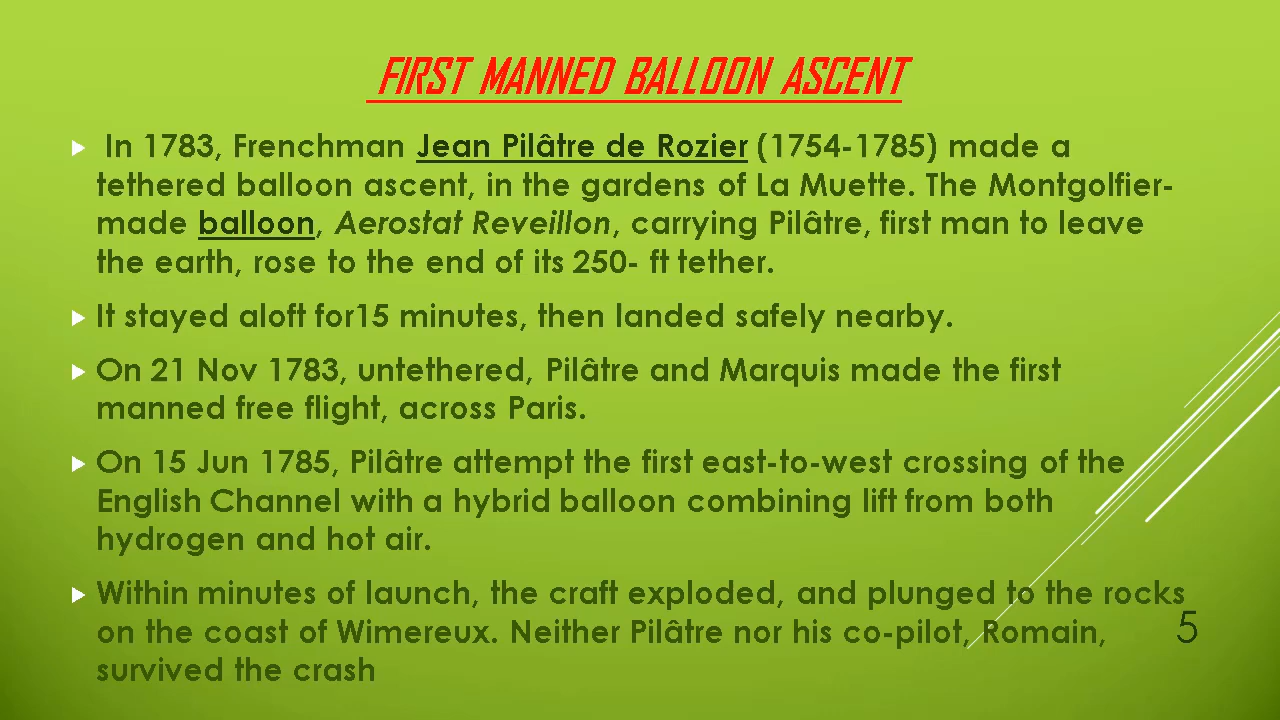 FIRST MANNED BALLOON ASCENT
In 1783, Frenchman Jean Pilâtre de Rozier (1754-1785) made a
tethered balloon ascent, in the gardens of La Muette. The Montgolfier-
made balloon, Aerostat Reveillon, carrying Pilâtre, first man to leave
the earth, rose to the end of its 250- ft tether.
It stayed aloft for15 minutes, then landed safely nearby.
On 21 Nov 1783, untethered, Pilâtre and Marquis made the first
manned free flight, across Paris.
On 15 Jun 1785, Pilâtre attempt the first east-to-west crossing of the
English Channel with a hybrid balloon combining lift from both
hydrogen and hot air.
Within minutes of launch, the craft exploded, and plunged to the rocks
on the coast of Wimereux. Neither Pilâtre nor his co-pilot, Romain,
survived the crash
5